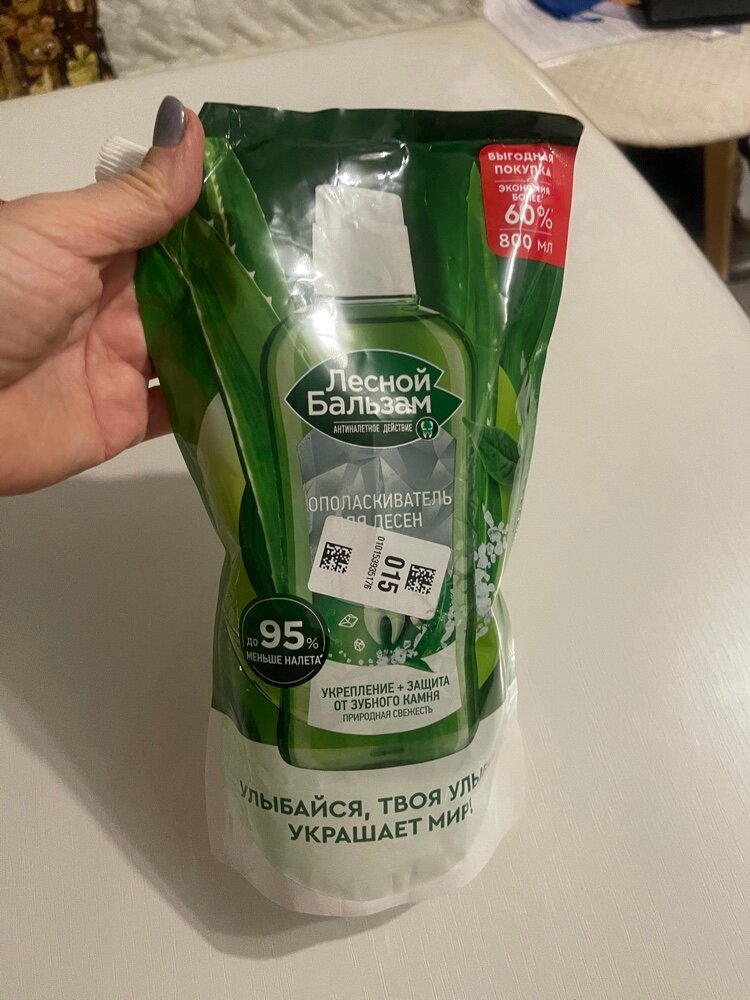 ВЫГОДНАЯ
ПОКУПКА
ЭКОНОМИЯ
БОЛЕЕ
60%
800 МЛ
Лесной
Бальзам
АНТИНАЛЕТНОЕ ДЕЙСТВИЕ
ОПОЛАСКИВАТЕЛЬ
ДЛЯ ДЕСЕН
010153935176
015
ДО 95%
МЕНЬШЕ НАЛЕТА*
УКРЕПЛЕНИЕ + ЗАЩИТА
ОТ ЗУБНОГО КАМНЯ
ПРИРОДНАЯ СВЕЖЕСТЬ
УЛЫБАЙСЯ, ТВОЯ
УКРАШАЕТ МИР!